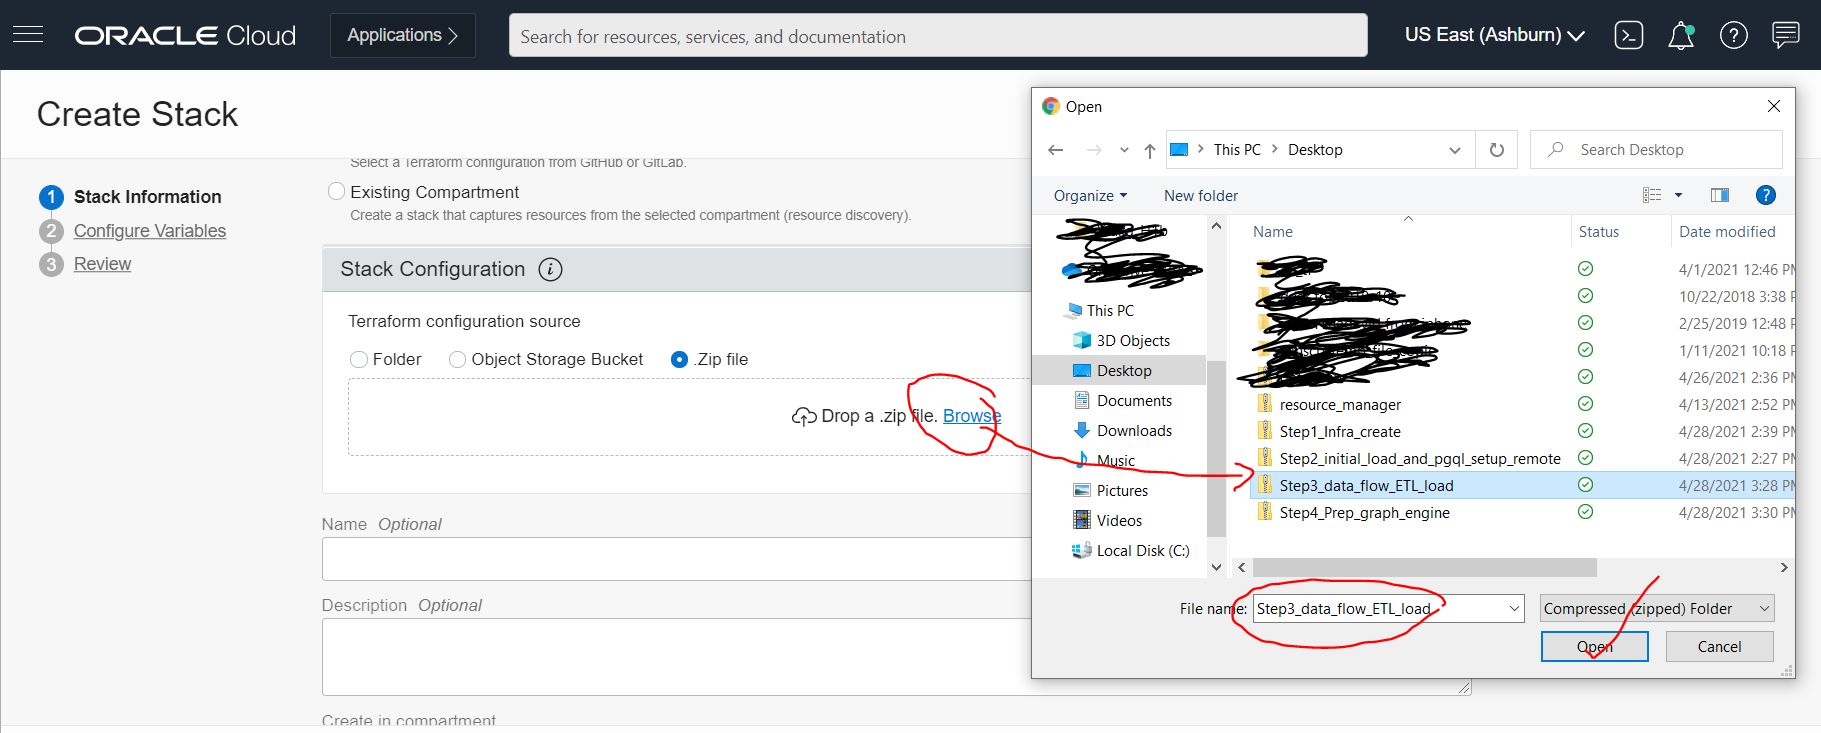 ORACLE Cloud
Applications
Search for resources, services, and documentation
US East (Ashburn)
Create Stack
1 Stack Information
2 Configure Variables
3 Review
Select a Terraform configuration from GitHub or GitLab.
Existing Compartment
Create a stack that captures resources from the selected compartment (resource discovery).
Stack Configuration i
Terraform configuration source
Folder Object Storage Bucket .Zip file
Drop a .zip file. Browse
Name Optional
Description Optional
Create in compartment
Open
This PC > Desktop
Search Desktop
Organize New folder
This PC
3D Objects
Desktop
Documents
Downloads
Music
Pictures
Videos
Local Disk (C:)
Name Status Date modified
4/1/2021 12:46 PM
10/22/2018 3:38 P
2/25/2019 12:48 P
1/11/2021 10:18 P
4/26/2021 2:36 PM
resource_manager 4/13/2021 2:52 PM
Step1_Infra_create 4/28/2021 2:39 PM
Step2_initial_load_and_pgql_setup_remote 4/28/2021 2:27 PM
Step3_data_flow_ETL_load 4/28/2021 3:28 PM
Step4_Prep_graph_engine 4/28/2021 3:30 PM
File name: Step3_data_flow_ETL_load Compressed (zipped) Folder
Open Cancel